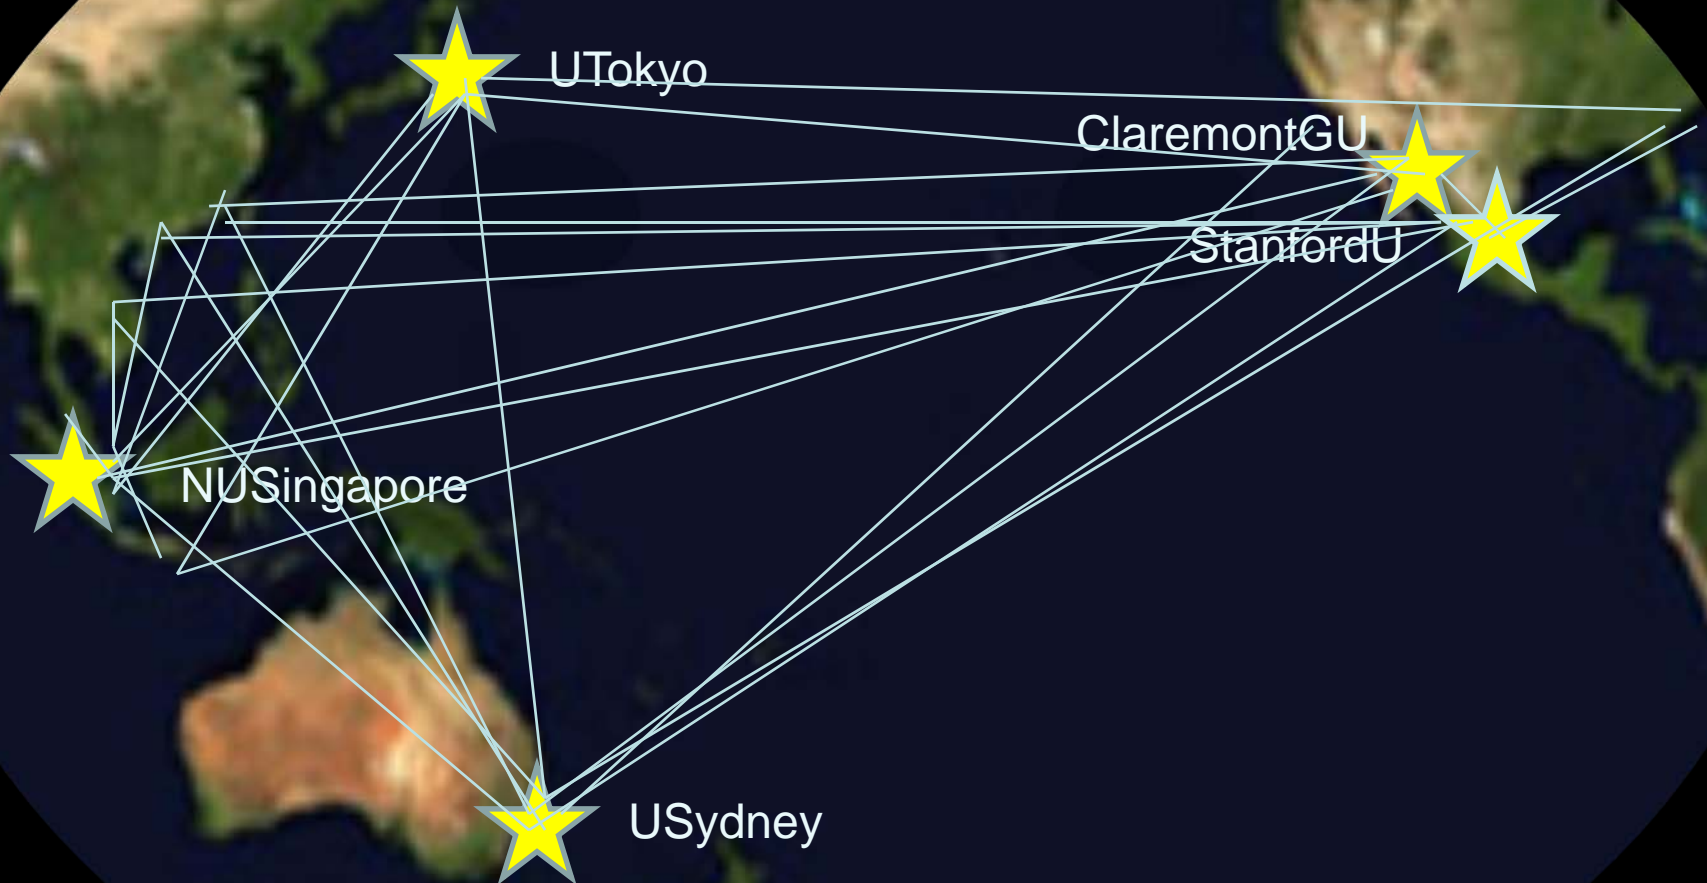 UTokyo
ClaremontGU
StanfordU
NUSingapore
USydney